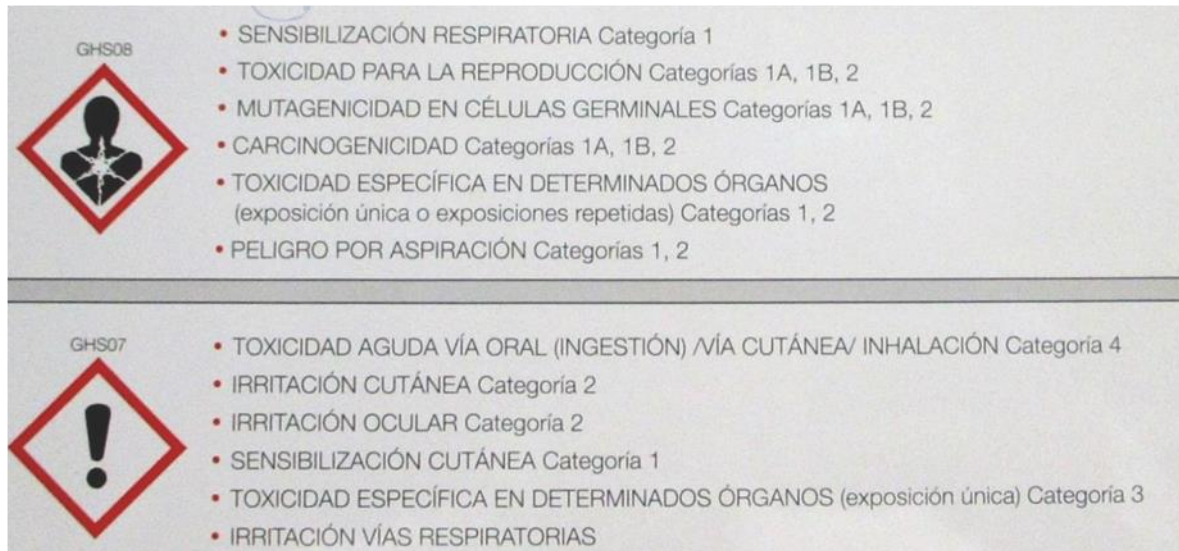 GHS08
• SENSIBILIZACIÓN RESPIRATORIA Categoría 1
• TOXICIDAD PARA LA REPRODUCCIÓN Categorías 1A, 1B, 2
• MUTAGENICIDAD EN CÉLULAS GERMINALES Categorías 1A, 1B, 2
• CARCINOGENICIDAD Categorías 1A, 1B, 2
• TOXICIDAD ESPECÍFICA EN DETERMINADOS ÓRGANOS
(exposición única o exposiciones repetidas) Categorías 1, 2
• PELIGRO POR ASPIRACIÓN Categorías 1, 2
GHS07
• TOXICIDAD AGUDA VÍA ORAL (INGESTIÓN) /VÍA CUTÁNEA/ INHALACIÓN Categoría 4
• IRRITACIÓN CUTÁNEA Categoría 2
• IRRITACIÓN OCULAR Categoría 2
• SENSIBILIZACIÓN CUTÁNEA Categoría 1
• TOXICIDAD ESPECÍFICA EN DETERMINADOS ÓRGANOS (exposición única) Categoría 3
• IRRITACIÓN VÍAS RESPIRATORIAS